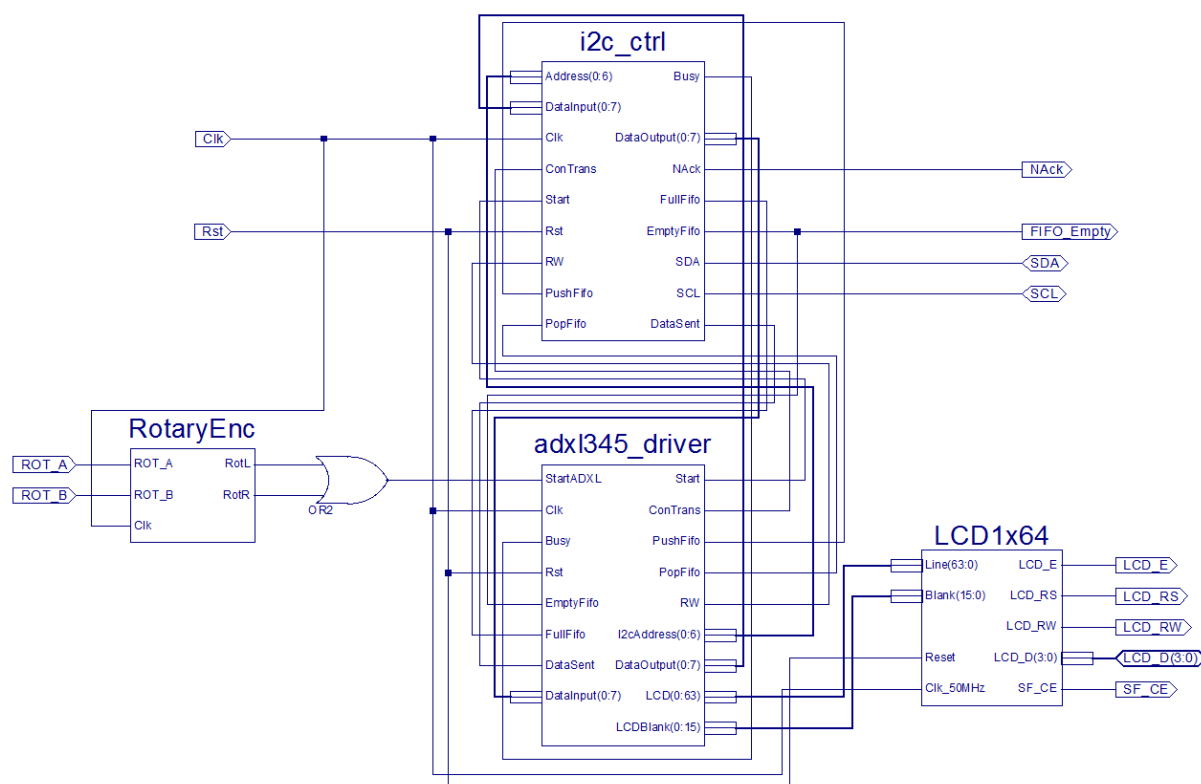 i2c_ctrl
Address(0:6) Busy
DataInput(0:7)
Clk
Clk DataOutput(0:7)
ConTrans NAck
NAck
Start FullFifo
Rst
Rst EmptyFifo
FIFO_Empty
RW SDA
SDA
PushFifo SCL
SCL
PopFifo DataSent
RotaryEnc
ROT_A
ROT_A RotL
ROT_B
ROT_B RotR
Clk
OR2
adxl345_driver
StartADXL Start
Clk ConTrans
Busy PushFifo
Rst PopFifo
EmptyFifo RW
FullFifo I2cAddress(0:6)
DataSent DataOutput(0:7)
DataInput(0:7) LCD(0:63)
LCDBlank(0:15)
LCD1x64
Line(63:0) LCD_E
LCD_E
Blank(15:0) LCD_RS
LCD_RS
LCD_RW
LCD_RW
Reset LCD_D(3:0)
LCD_D(3:0)
Clk_50MHz SF_CE
SF_CE